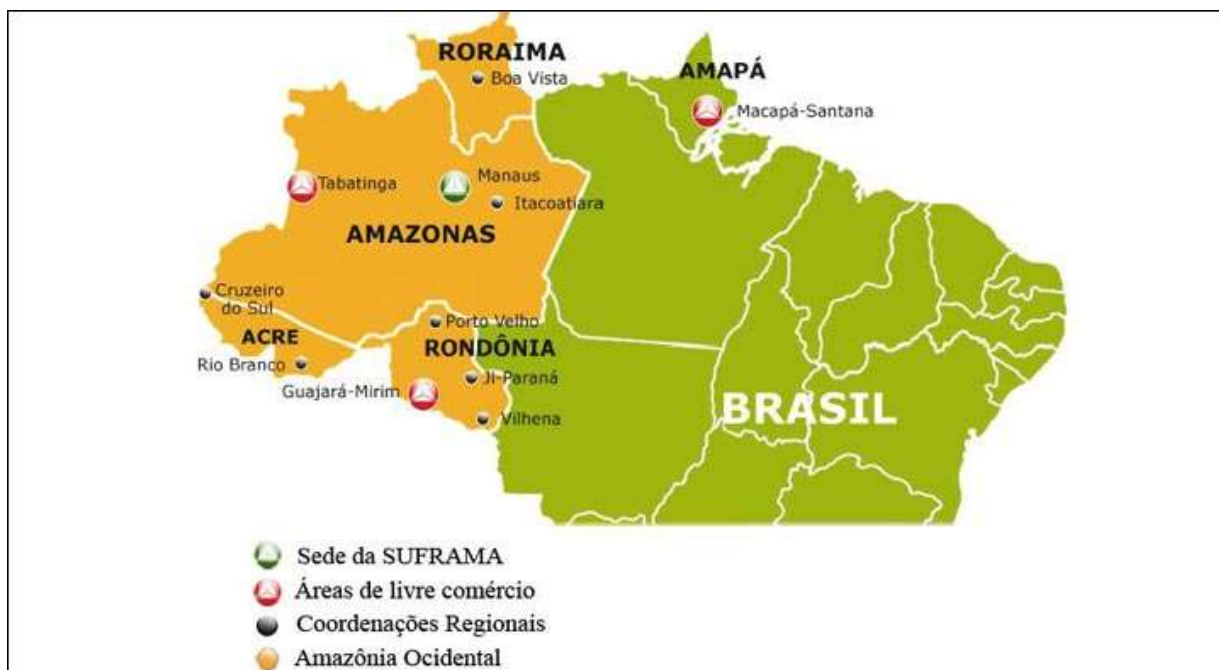 RORAIMA
Boa Vista
AMAPÁ
Macapá-Santana
Tabatinga
Manaus
Itacoatiara
AMAZONAS
Cruzeiro
do Sul
Porto Velho
ACRE
RONDÔNIA
Rio Branco
Ji-Paraná
Guajará-Mirim
Vilhena
BRASIL
Sede da SUFRAMA
Áreas de livre comércio
Coordenações Regionais
Amazônia Ocidental